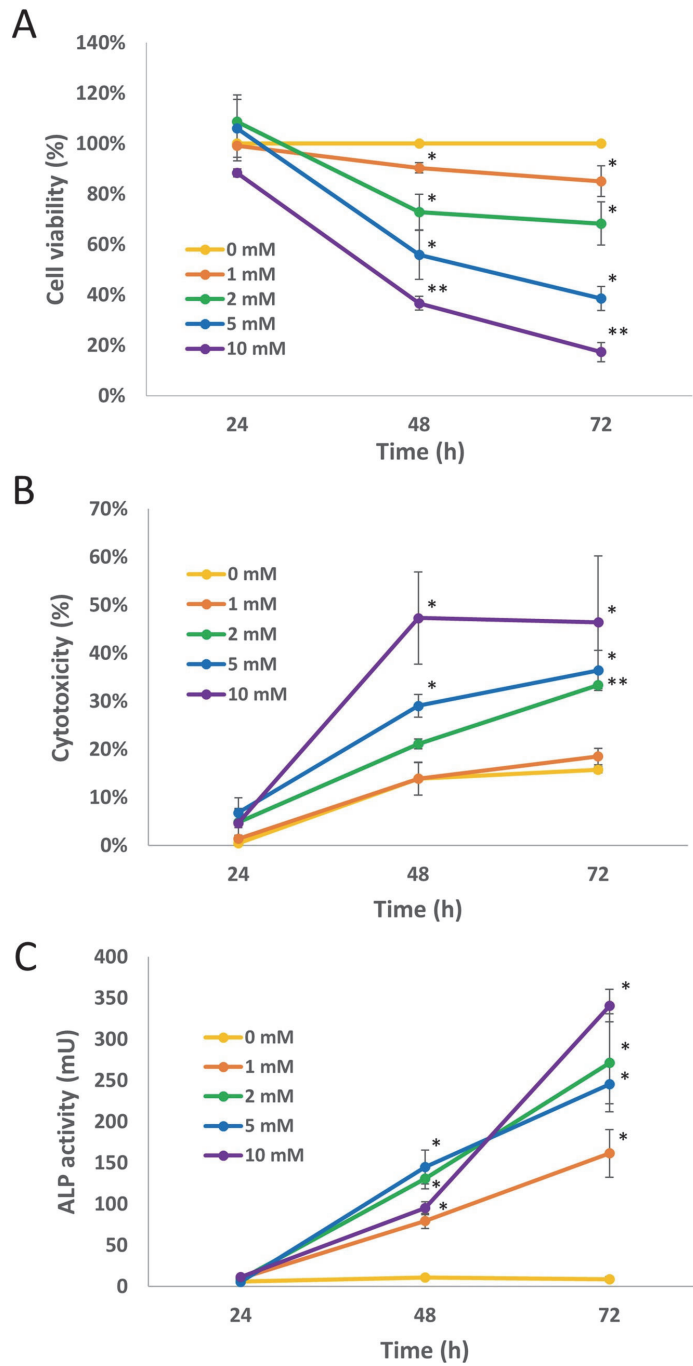 A
140%
120%
100%
80%
60%
40%
20%
0%
Cell viability (%)
0 mM
1 mM
2 mM
5 mM
10 mM
*
*
*
**
*
*
*
**
24
48
72
Time (h)
B
70%
60%
50%
40%
30%
20%
10%
0%
Cytotoxicity (%)
0 mM
1 mM
2 mM
5 mM
10 mM
*
*
*
*
**
24
48
72
Time (h)
C
400
350
300
250
200
150
100
50
0
ALP activity (mU)
0 mM
1 mM
2 mM
5 mM
10 mM
*
*
*
*
*
*
*
24
48
72
Time (h)